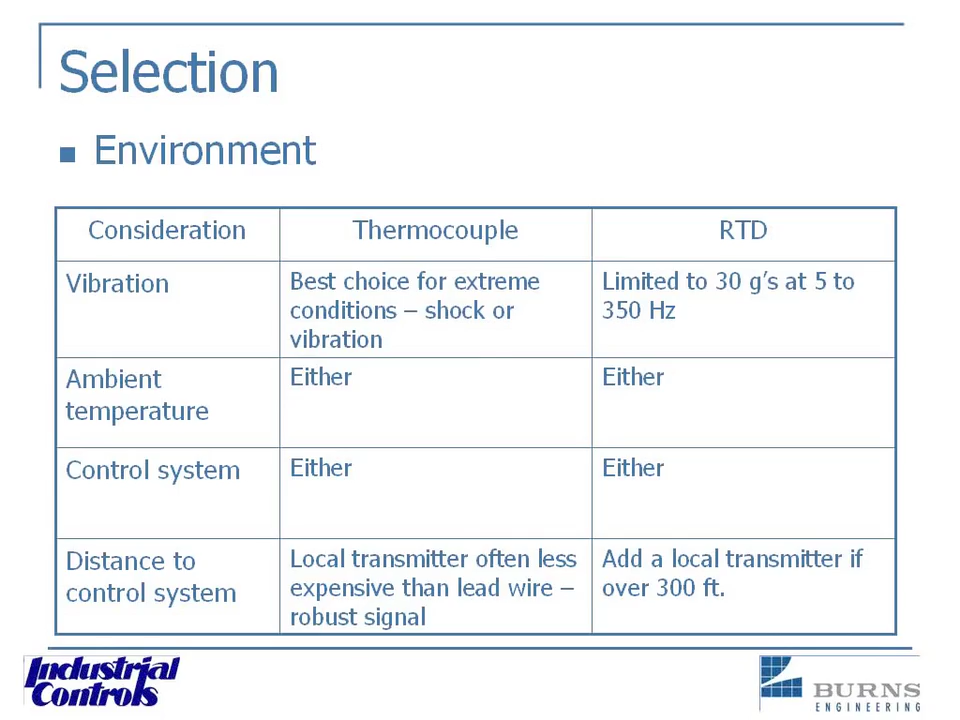 Selection
Environment
Consideration
Thermocouple
RTD
Vibration
Best choice for extreme
conditions – shock or
vibration
Limited to 30 g's at 5 to
350 Hz
Ambient
temperature
Either
Either
Control system
Either
Either
Distance to
control system
Local transmitter often less
expensive than lead wire –
robust signal
Add a local transmitter if
over 300 ft.
Industrial
Controls
BURNS
ENGINEERING